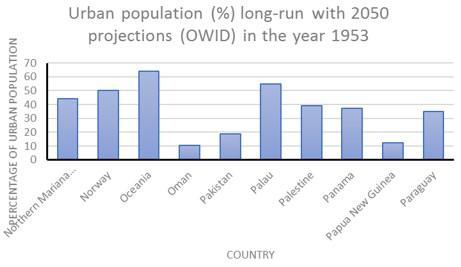 Urban population (%) long-run with 2050
projections (OWID) in the year 1953
PERCENTAGE OF URBAN POPULATION
70
60
50
40
30
20
10
0
Northern Mariana...
Norway
Oceania
Oman
Pakistan
Palau
Palestine
Panama
Papua New Guinea
Paraguay
COUNTRY